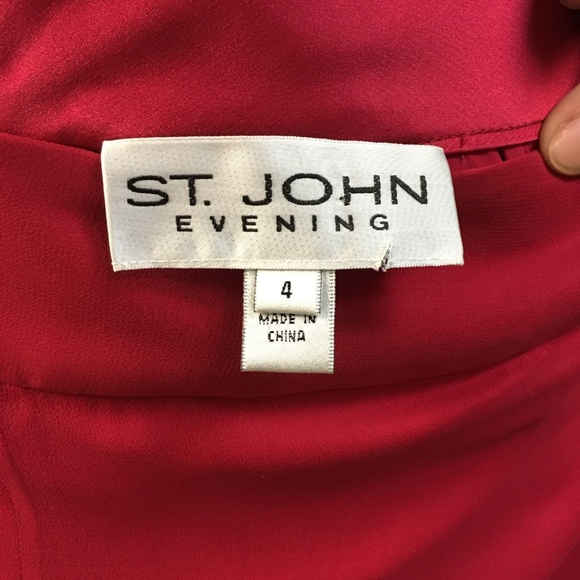 ST. JOHN
EVENING
4
MADE IN
CHINA